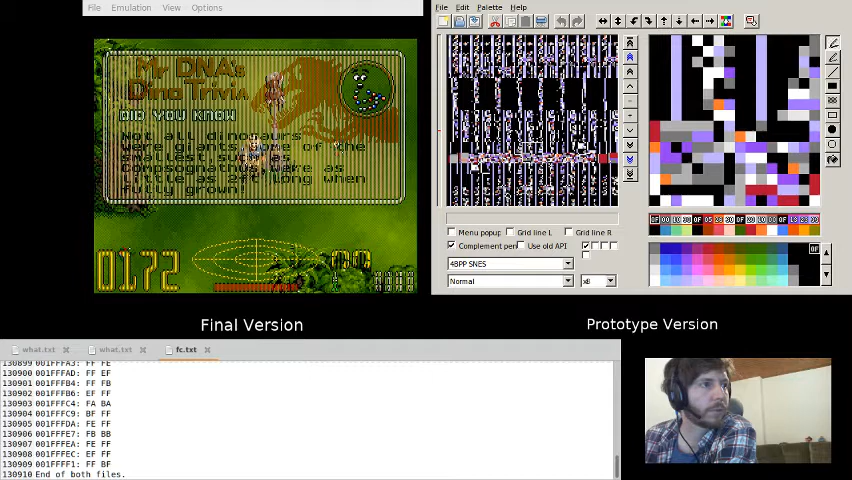 File Emulation View Options
File Edit Palette Help
Mr DNA's
Dino Trivia
DID YOU KNOW
Not all dinosaurs
were giants, some of the
smallest, such as
Compsognathus, were as
little as 2ft long when
fully grown!
0172
Menu popup
Grid line L
Grid line R
Complement per
Use old API
4BPP SNES
Normal
x8
0F
Final Version
Prototype Version
what.txt
what.txt
fc.txt
130899 001FFFA3: FF FE
130900 001FFFAD: FF EF
130901 001FFFB4: FF FB
130902 001FFFB6: EF FF
130903 001FFFC4: FA BA
130904 001FFFC9: BF FF
130905 001FFFDA: FE FF
130906 001FFFE7: FB BB
130907 001FFFEA: FE FF
130908 001FFFEC: EF FF
130909 001FFFF1: FF BF
130910 End of both files.